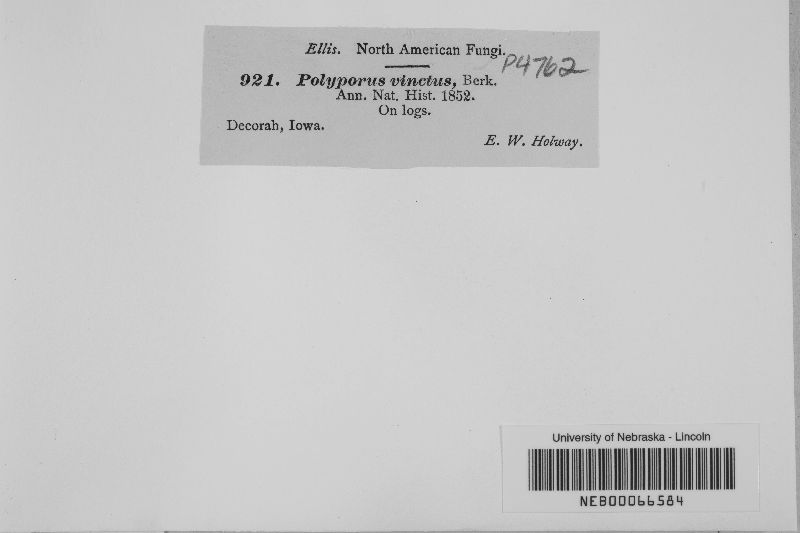 Ellis. North American Fungi.
P4762
921. Polyporus vinctus, Berk.
Ann. Nat. Hist. 1852.
On logs.
Decorah, Iowa.
E. W. Holway.
University of Nebraska - Lincoln
NEB00066584